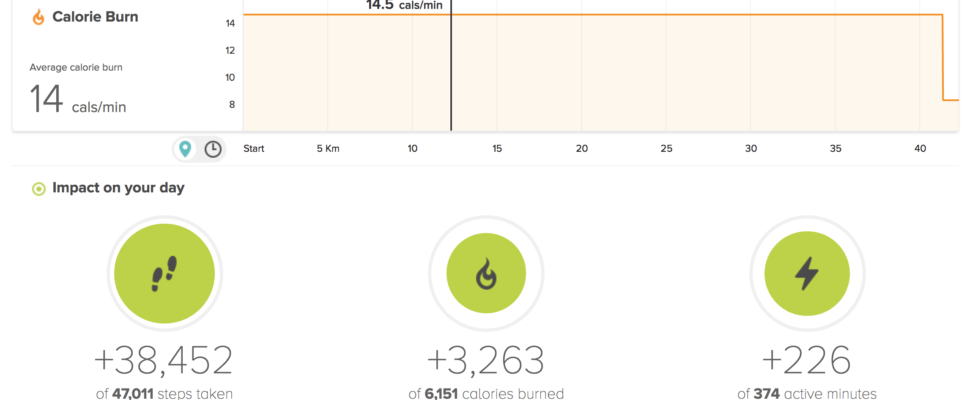 14.5 cals/min
Calorie Burn
14
12
Average calorie burn
10
14 cals/min
8
Start 5 Km 10 15 20 25 30 35 40
Impact on your day
+38,452 +3,263 +226
of 47,011 steps taken of 6,151 calories burned of 374 active minutes